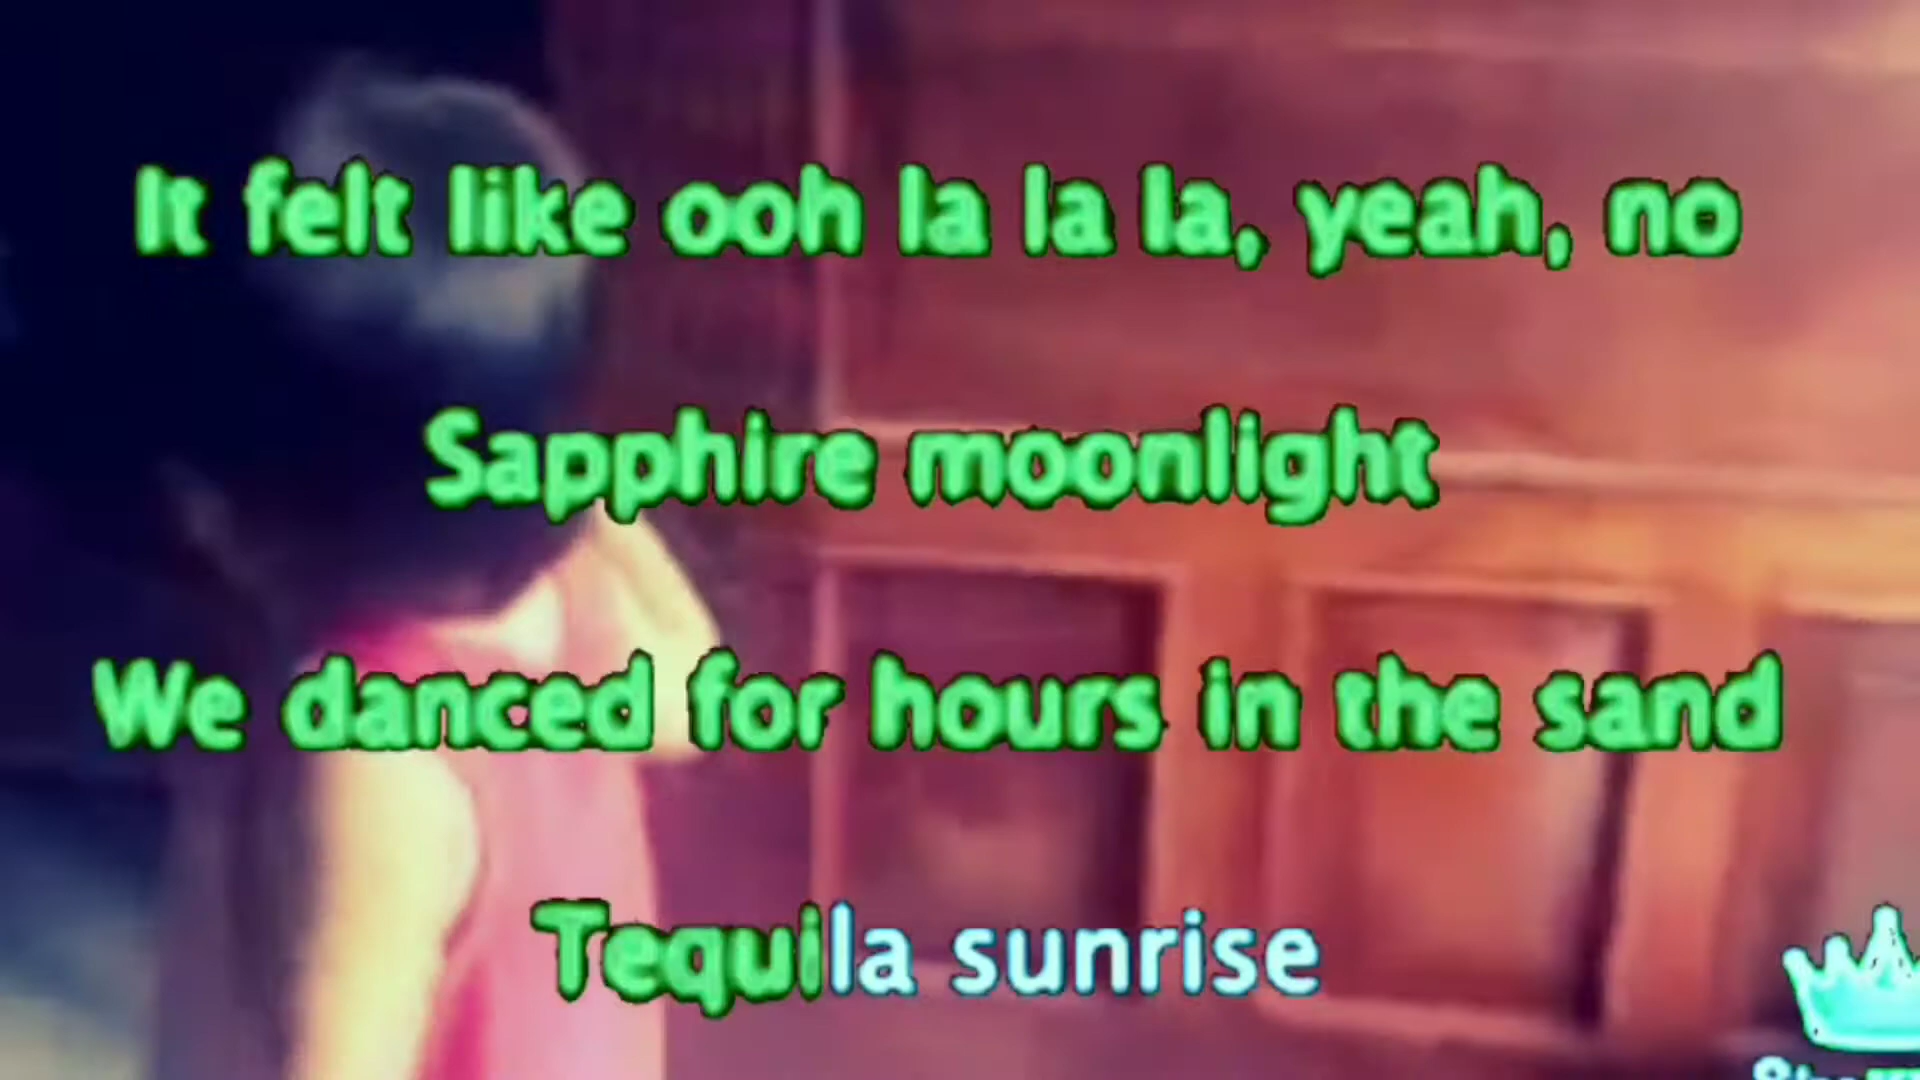 It felt like ooh la la la, yeah, no
Sapphire moonlight
We danced for hours in the sand
Tequila sunrise